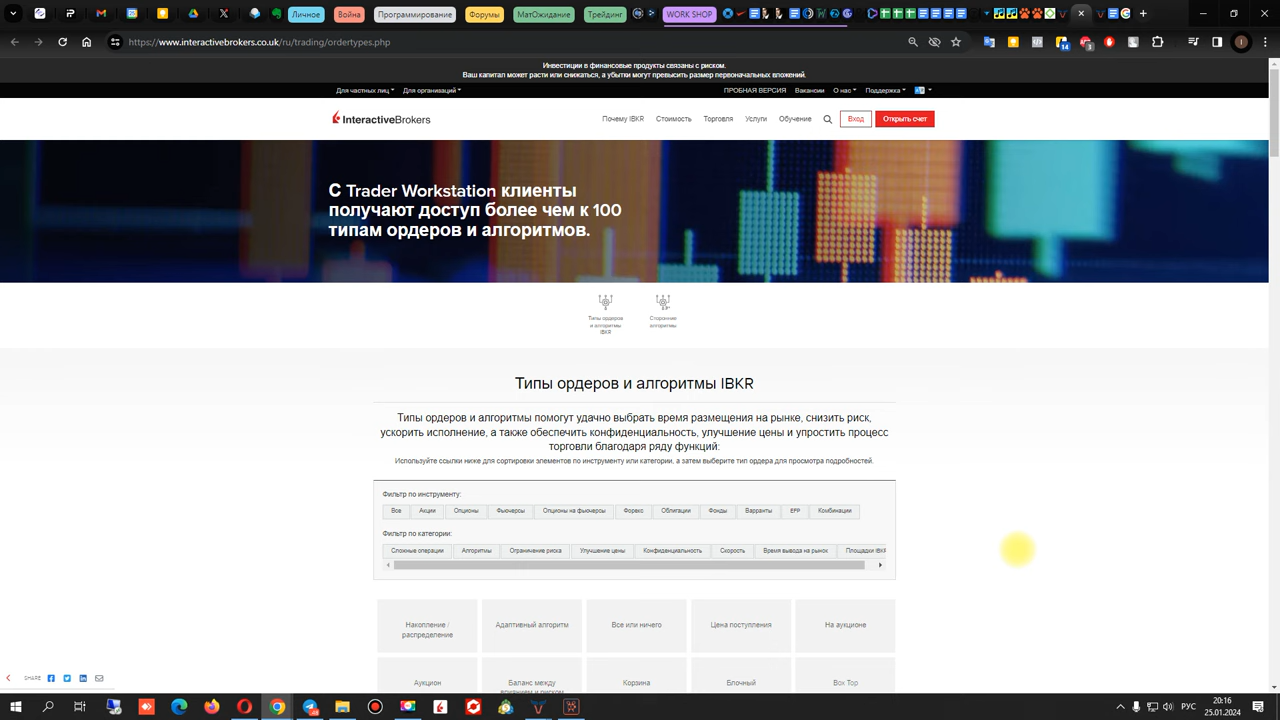 Личное
Война
Программирование
Форумы
МатОжидание
Трейдинг
WORK SHOP
https://www.interactivebrokers.co.uk/ru/trading/ordertypes.php
14
3
Инвестиции в финансовые продукты связаны с риском.
Ваш капитал может расти или снижаться, а убытки могут превысить размер первоначальных вложений.
Для частных лиц
Для организаций
ПРОБНАЯ ВЕРСИЯ
Вакансии
О нас
Поддержка
InteractiveBrokers
Почему IBKR
Стоимость
Торговля
Услуги
Обучение
Вход
Открыть счет
С Trader Workstation клиенты
получают доступ более чем к 100
типам ордеров и алгоритмов.
Типы ордеров
и алгоритмы
IBKR
Сторонние
алгоритмы
Типы ордеров и алгоритмы IBKR
Типы ордеров и алгоритмы помогут удачно выбрать время размещения на рынке, снизить риск,
ускорить исполнение, а также обеспечить конфиденциальность, улучшение цены и упростить процесс
торговли благодаря ряду функций:
Используйте ссылки ниже для сортировки элементов по инструменту или категории, а затем выберите тип ордера для просмотра подробностей.
Фильтр по инструменту:
Все
Акции
Опционы
Фьючерсы
Опционы на фьючерсы
Форекс
Облигации
Фонды
Варранты
EFP
Комбинации
Фильтр по категории:
Сложные операции
Алгоритмы
Ограничение риска
Улучшение цены
Конфиденциальность
Скорость
Время вывода на рынок
Площадки IBKR
Накопление /
распределение
Адаптивный алгоритм
Все или ничего
Цена поступления
На аукционе
Аукцион
Баланс между
влиянием и риском
Корзина
Блочный
Box Top
SHARE
РУС
20:16
25.01.2024